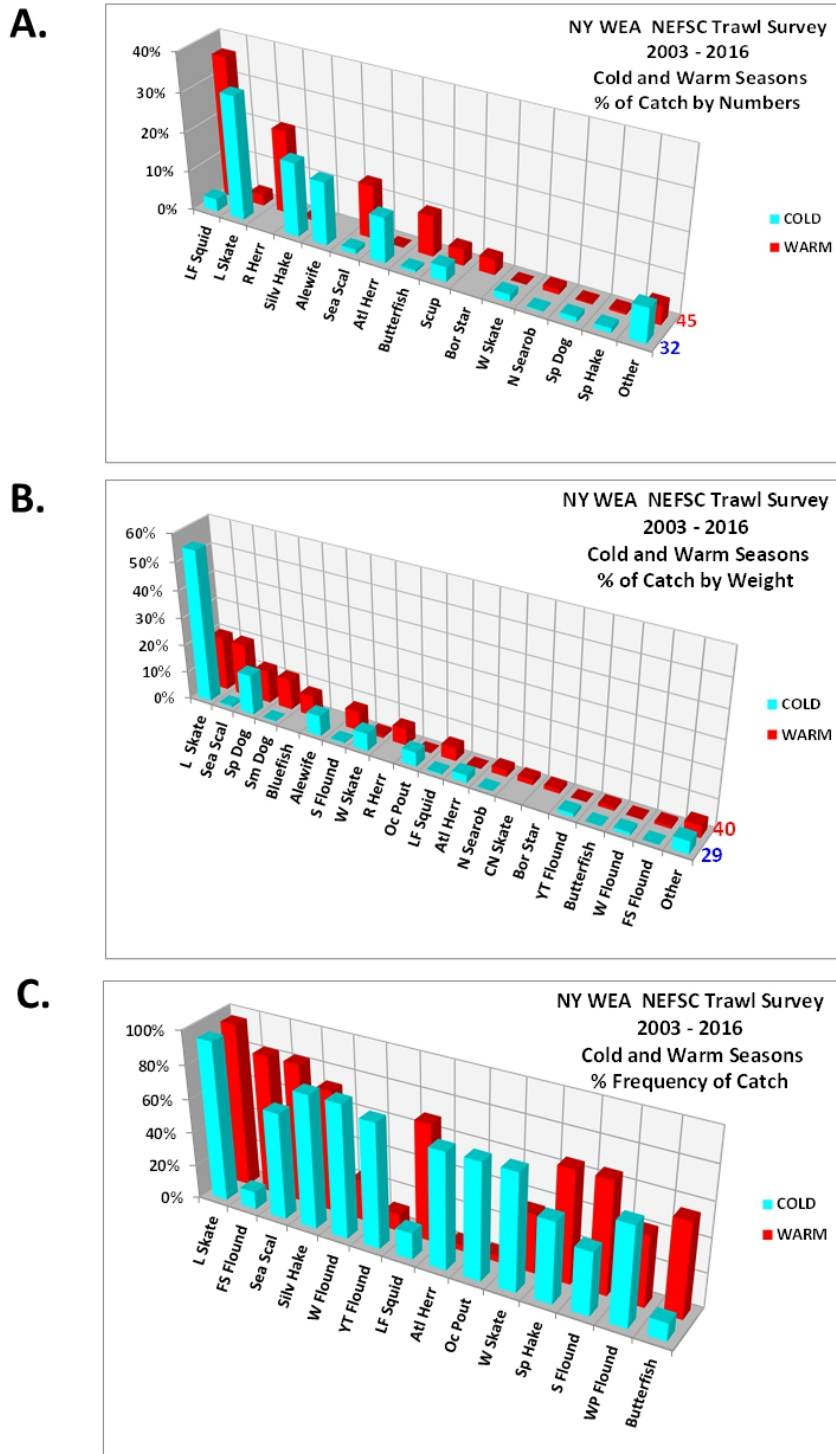 A.
NY WEA NEFSC Trawl Survey
2003 - 2016
Cold and Warm Seasons
% of Catch by Numbers
40%
30%
20%
10%
0%
LF Squid
L Skate
R Herr
Silv Hake
Alewife
Sea Scal
Atl Herr
Butterfish
Scup
Bor Star
W Skate
N Searob
Sp Dog
Sp Hake
Other
45
32
COLD
WARM
B.
NY WEA NEFSC Trawl Survey
2003 - 2016
Cold and Warm Seasons
% of Catch by Weight
60%
50%
40%
30%
20%
10%
0%
L Skate
Sea Scal
Sp Dog
Sm Dog
Bluefish
Alewife
S Flound
W Skate
R Herr
Oc Pout
LF Squid
Atl Herr
N Searob
CN Skate
Bor Star
YT Flound
Butterfish
W Flound
FS Flound
Other
40
29
COLD
WARM
C.
NY WEA NEFSC Trawl Survey
2003 - 2016
Cold and Warm Seasons
% Frequency of Catch
100%
80%
60%
40%
20%
0%
L Skate
FS Flound
Sea Scal
Silv Hake
W Flound
YT Flound
LF Squid
Atl Herr
Oc Pout
W Skate
Sp Hake
S Flound
WP Flound
Butterfish
COLD
WARM